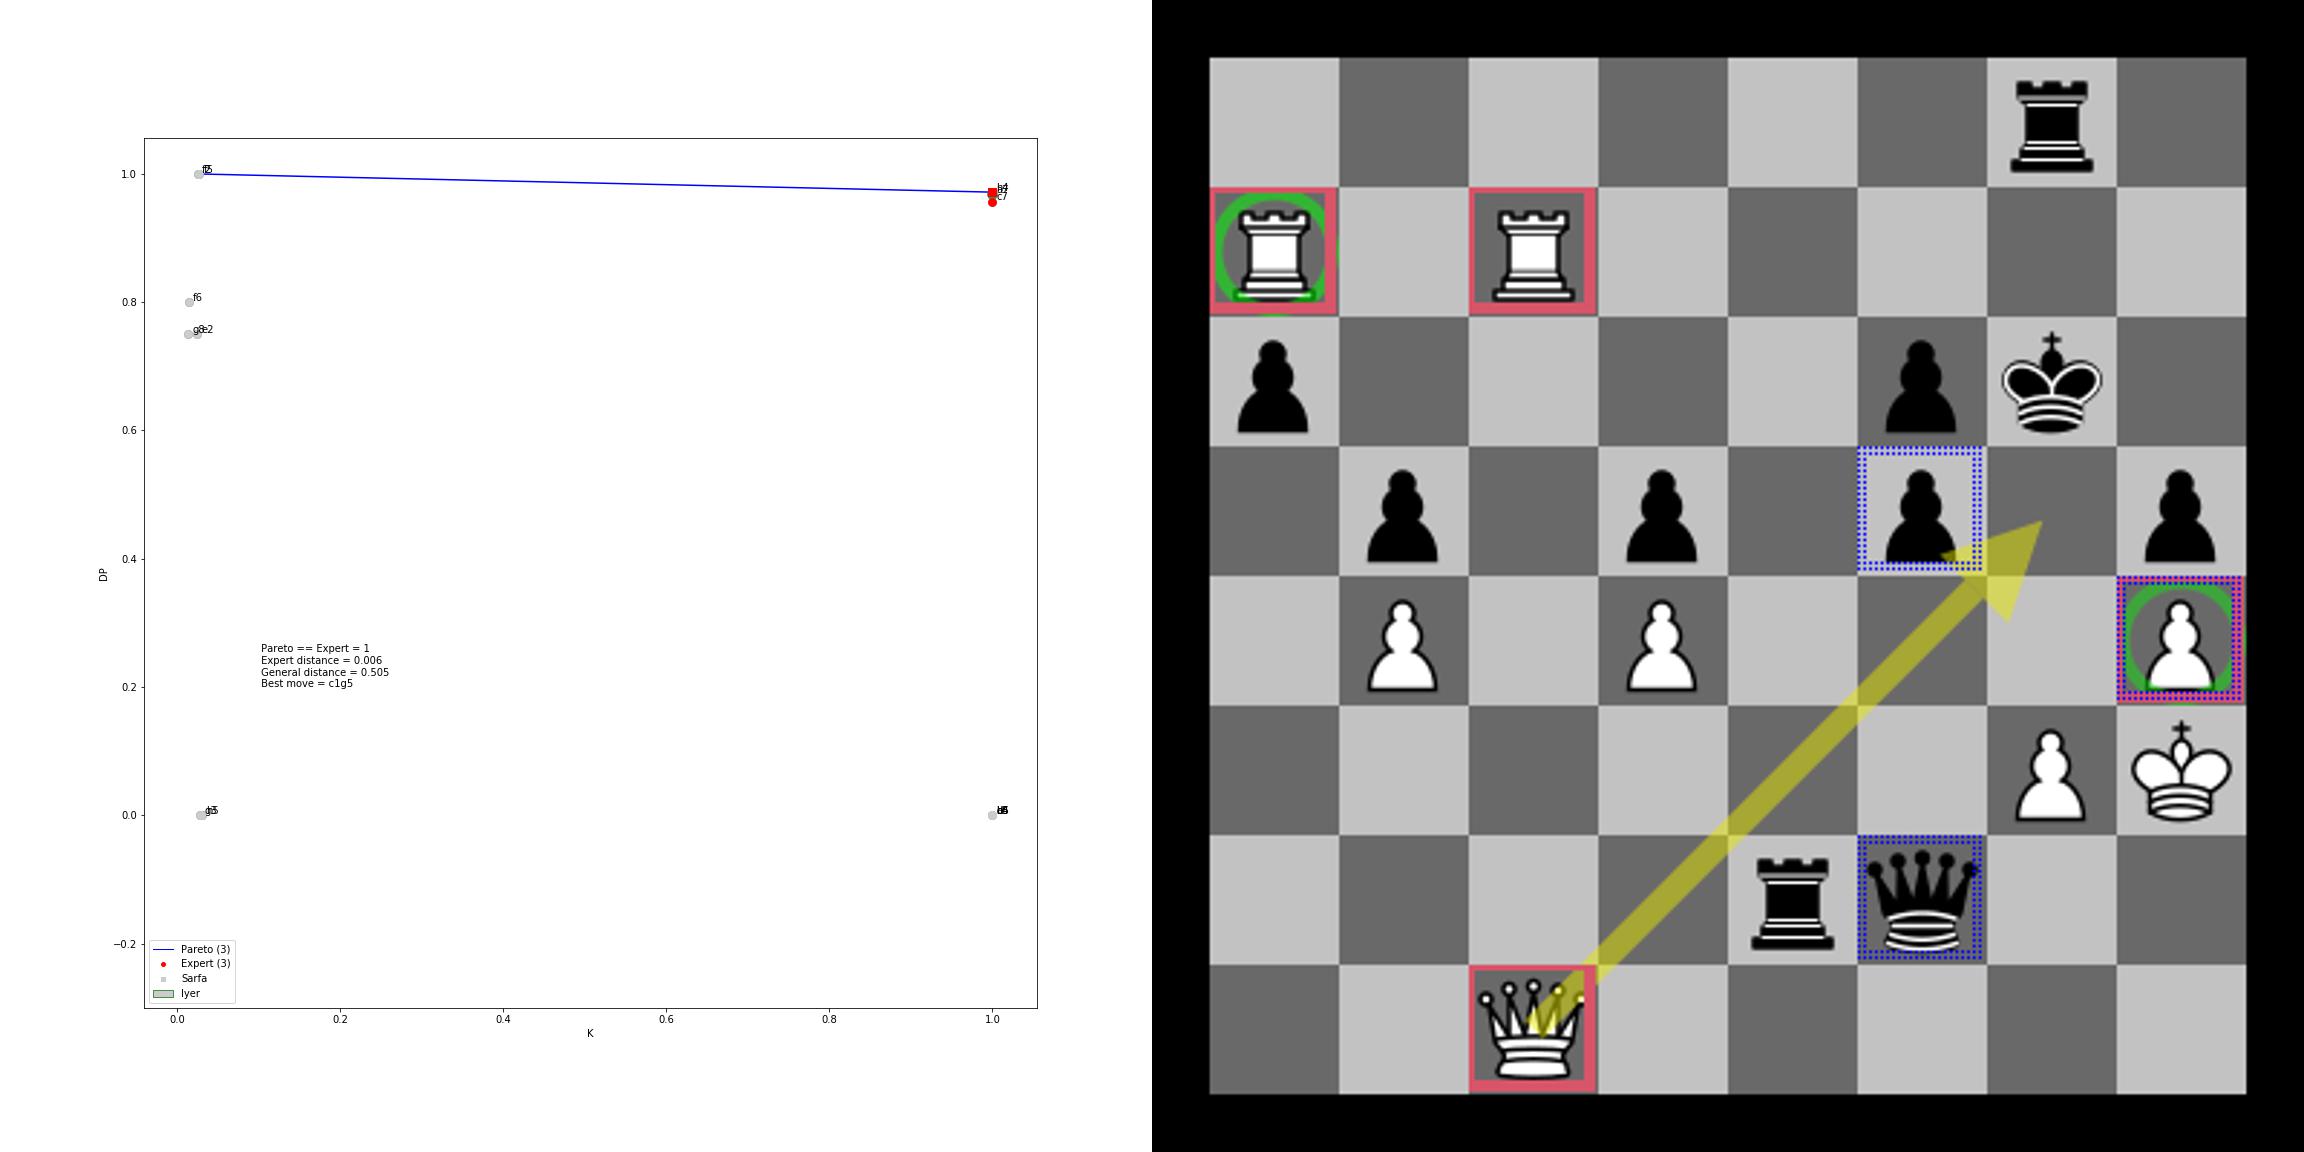 1.0
0.8
0.6
0.4
0.2
0.0
−0.2
DP
0.0
0.2
0.4
0.6
0.8
1.0
K
f6
c7
Pareto == Expert = 1
Expert distance = 0.006
General distance = 0.505
Best move = c1g5
Pareto (3)
Expert (3)
Sarfa
Iyer